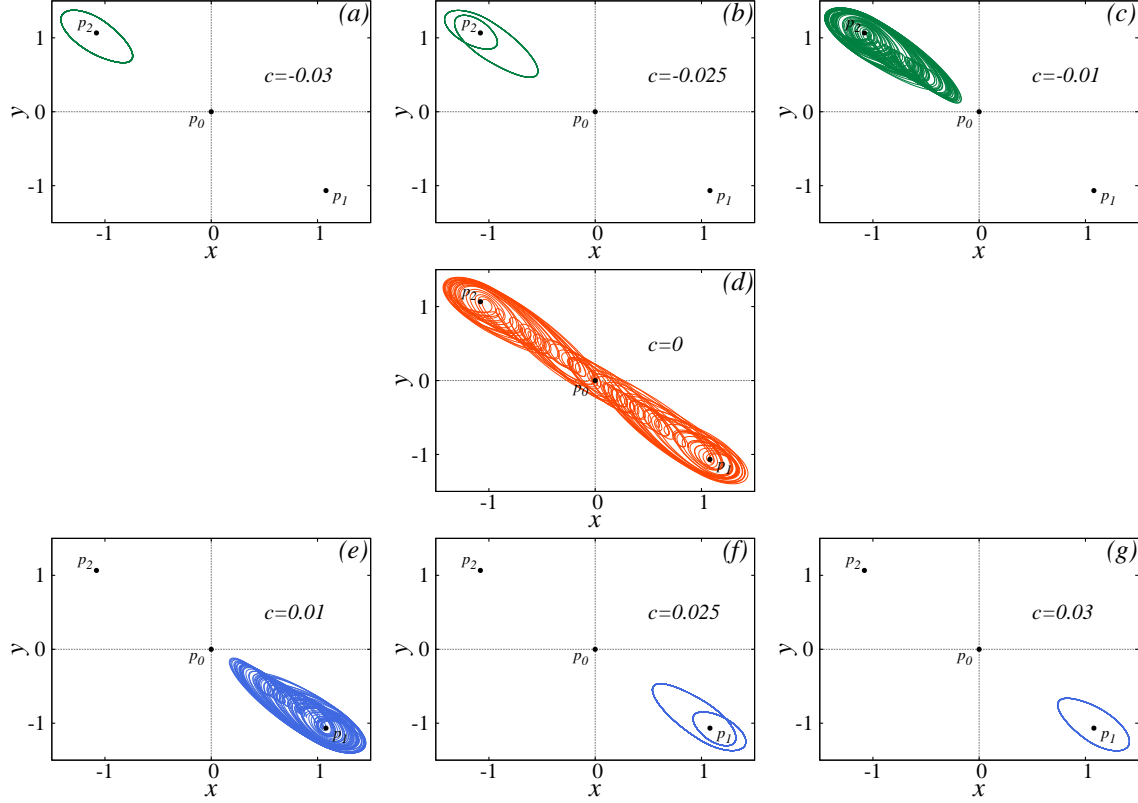 (a)
p2
c=-0.03
p0
p1
1
0
-1
y
-1
0
1
x
(b)
p2
c=-0.025
p0
p1
1
0
-1
y
-1
0
1
x
(c)
p2
c=-0.01
p0
p1
1
0
-1
y
-1
0
1
x
(d)
p2
c=0
p0
p1
1
0
-1
y
-1
0
1
x
(e)
p2
c=0.01
p0
p1
1
0
-1
y
-1
0
1
x
(f)
p2
c=0.025
p0
p1
1
0
-1
y
-1
0
1
x
(g)
p2
c=0.03
p0
p1
1
0
-1
y
-1
0
1
x